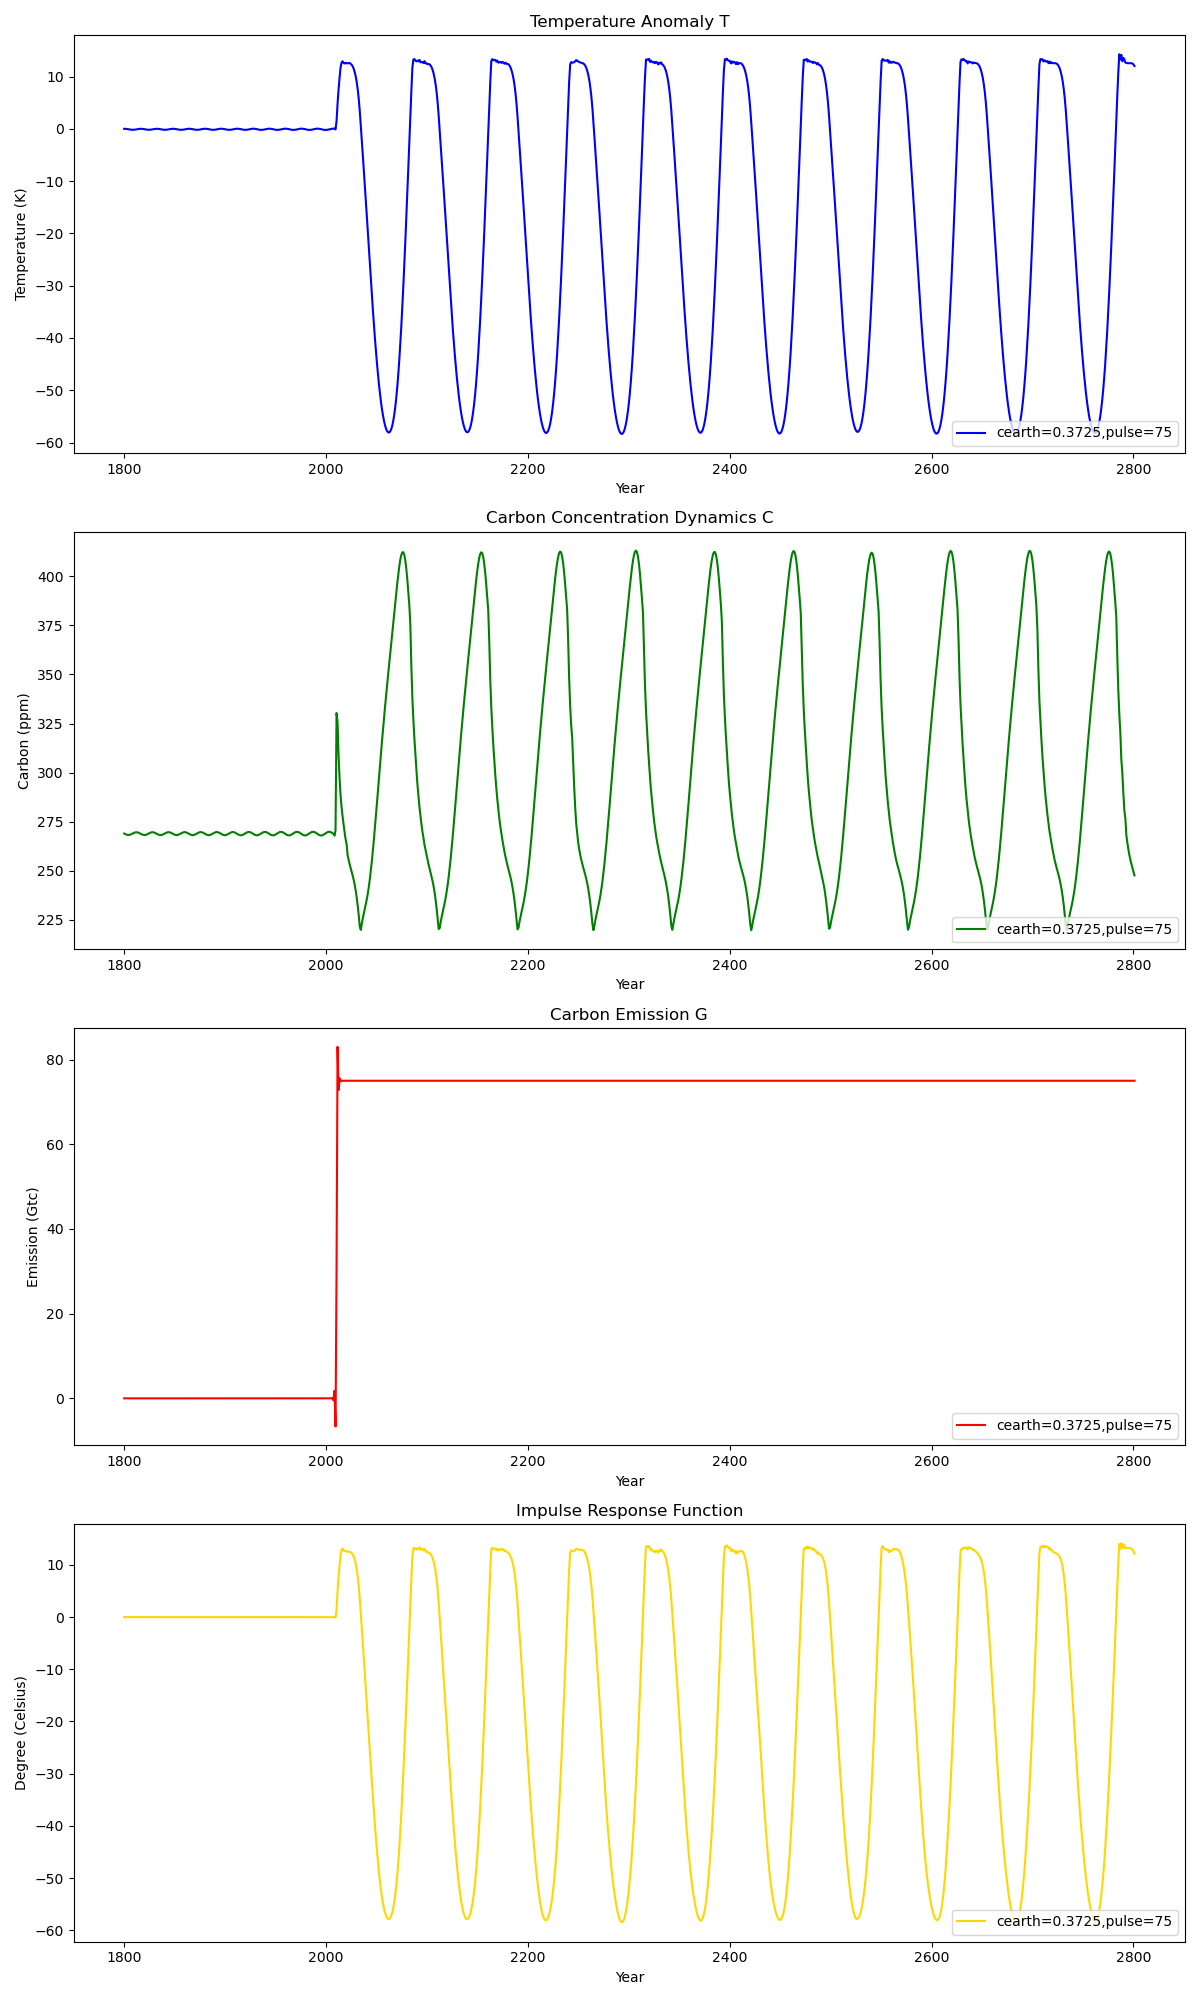 Temperature Anomaly T
10
0
−10
−20
−30
−40
−50
−60
Temperature (K)
cearth=0.3725,pulse=75
1800 2000 2200 2400 2600 2800
Year
Carbon Concentration Dynamics C
400
375
350
325
300
275
250
225
Carbon (ppm)
cearth=0.3725,pulse=75
1800 2000 2200 2400 2600 2800
Year
Carbon Emission G
80
60
40
20
0
Emission (Gtc)
cearth=0.3725,pulse=75
1800 2000 2200 2400 2600 2800
Year
Impulse Response Function
10
0
−10
−20
−30
−40
−50
−60
Degree (Celsius)
cearth=0.3725,pulse=75
1800 2000 2200 2400 2600 2800
Year